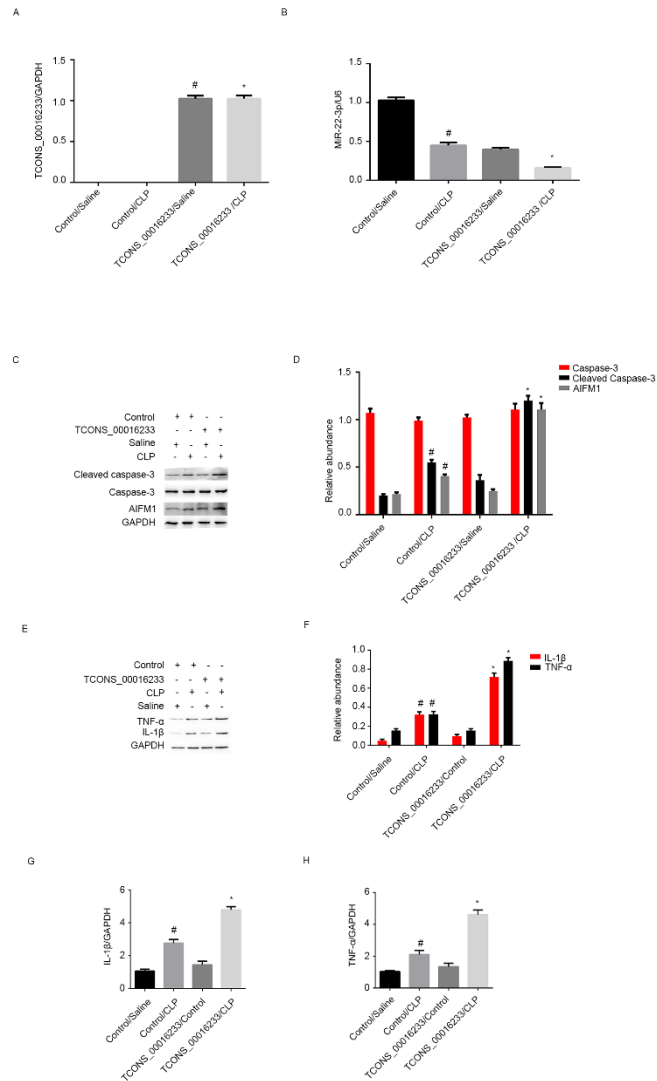 A
TCONS_00016233/GAPDH
1.5
1.0
0.5
0.0
#
*
Control/Saline
Control/CLP
TCONS_00016233/Saline
TCONS_00016233 /CLP
B
MiR-22-3p/U6
1.5
1.0
0.5
0.0
#
*
Control/Saline
Control/CLP
TCONS_00016233/Saline
TCONS_00016233 /CLP
C
Control + + - -
TCONS_00016233 - - + +
Saline + - + -
CLP - + - +
Cleaved caspase-3
Caspase-3
AIFM1
GAPDH
D
Relative abundance
1.5
1.0
0.5
0.0
Caspase-3
Cleaved Caspase-3
AIFM1
# #
* *
Control/Saline
Control/CLP
TCONS_00016233/Saline
TCONS_00016233 /CLP
E
Control + + - -
TCONS_00016233 - - + +
CLP - + - +
Saline + - + -
TNF-α
IL-1β
GAPDH
F
Relative abundance
1.0
0.8
0.6
0.4
0.2
0.0
IL-1β
TNF-α
# #
* *
Control/Saline
Control/CLP
TCONS_00016233/Control
TCONS_00016233/CLP
G
IL-1β/GAPDH
6
4
2
0
#
*
Control/Saline
Control/CLP
TCONS_00016233/Control
TCONS_00016233/CLP
H
TNF-α/GAPDH
6
4
2
0
#
*
Control/Saline
Control/CLP
TCONS_00016233/Control
TCONS_00016233/CLP